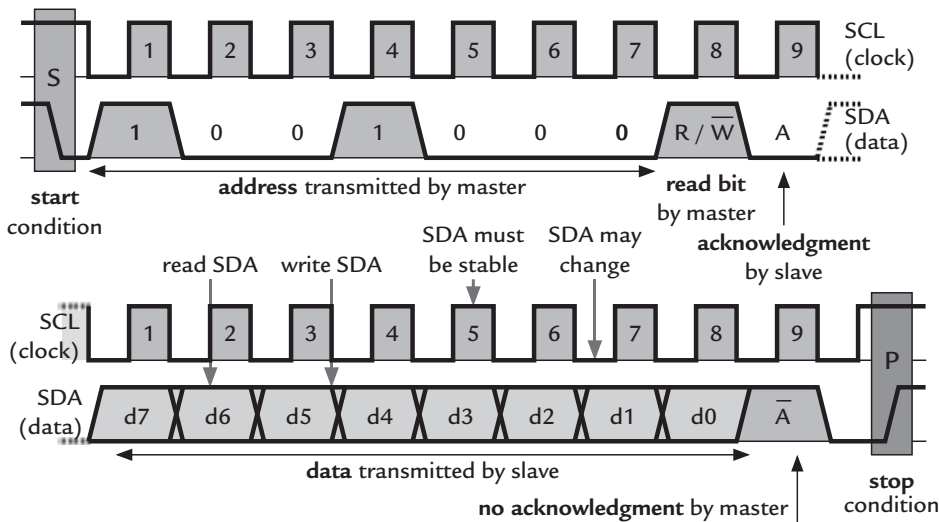 S
1 2 3 4 5 6 7 8 9
SCL
(clock)
1 0 0 1 0 0 0 R / W̅ A
SDA
(data)
start
condition
address transmitted by master
read bit
by master
acknowledgment
by slave
read SDA
write SDA
SDA must
be stable
SDA may
change
SCL
(clock)
1 2 3 4 5 6 7 8 9
P
SDA
(data)
d7 d6 d5 d4 d3 d2 d1 d0 A̅
data transmitted by slave
no acknowledgment by master
stop
condition